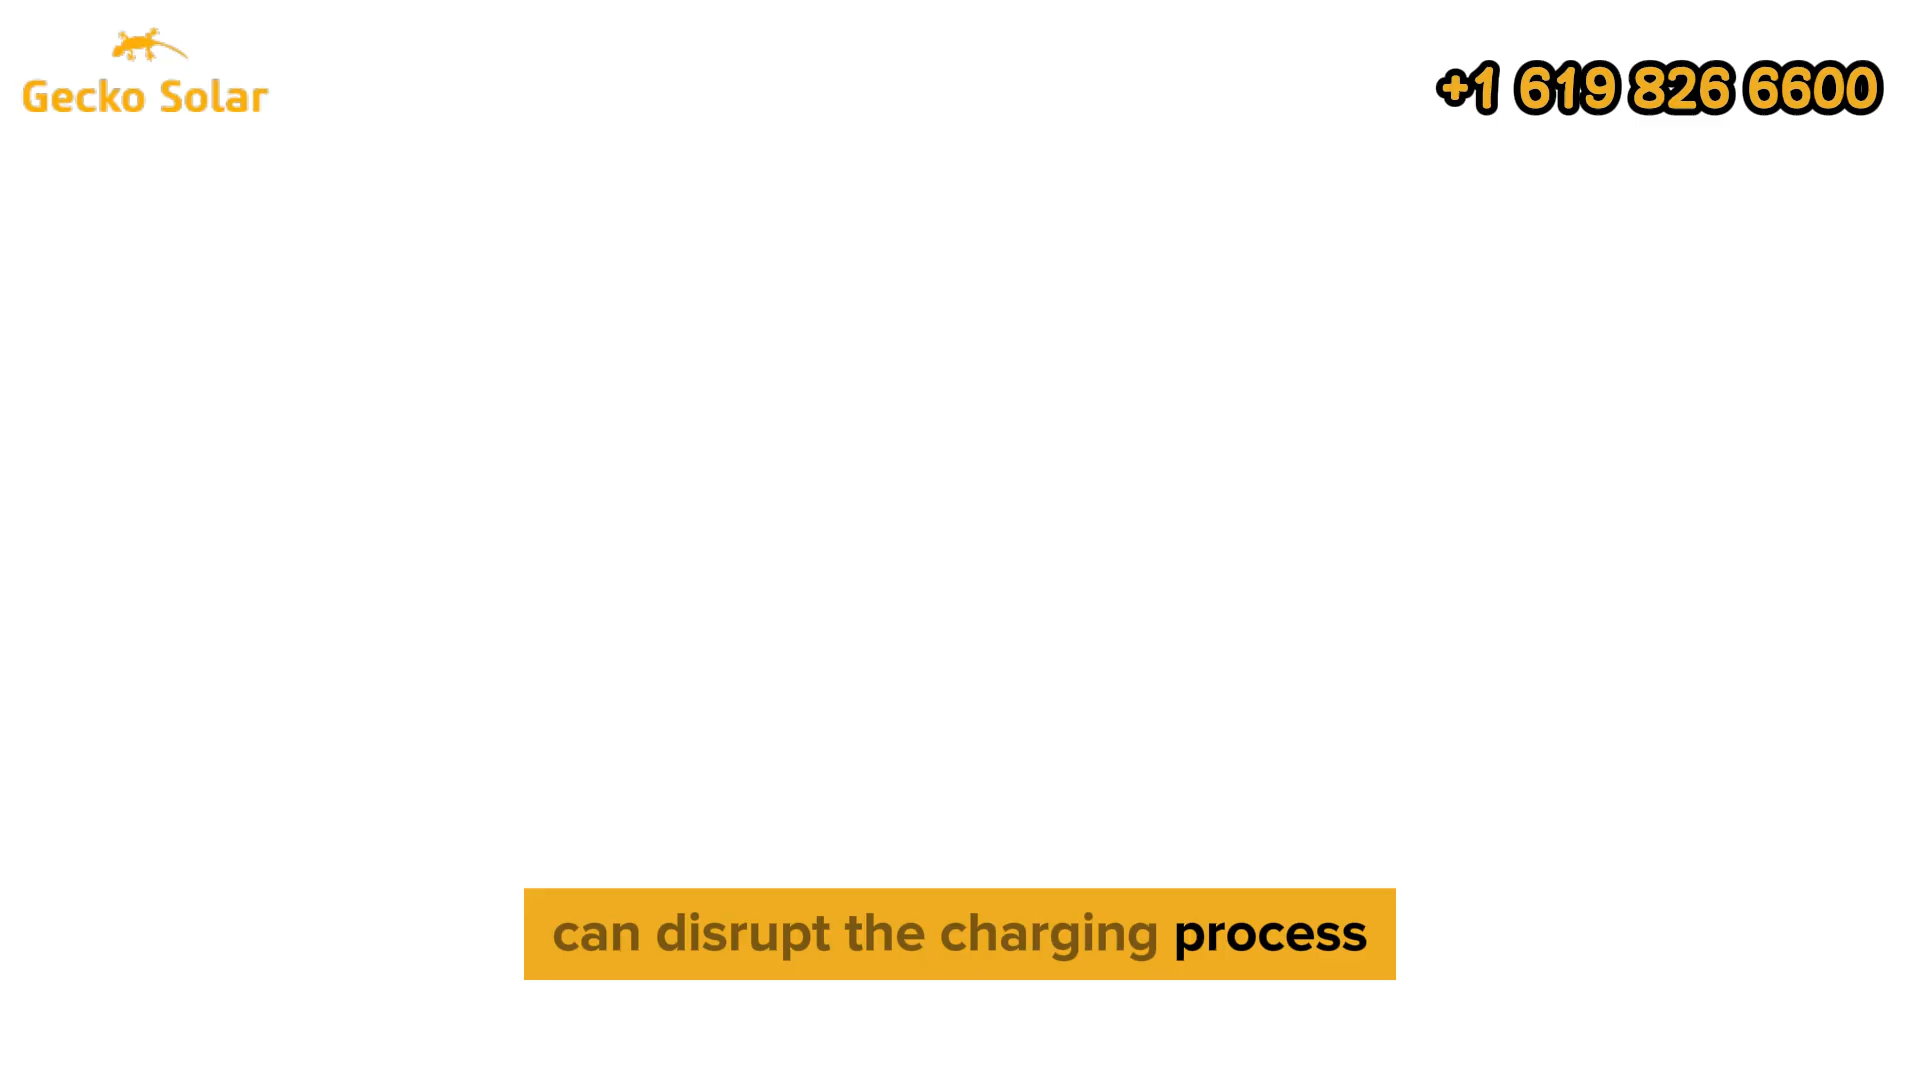 Gecko Solar
+1 619 826 6600
can disrupt the charging process